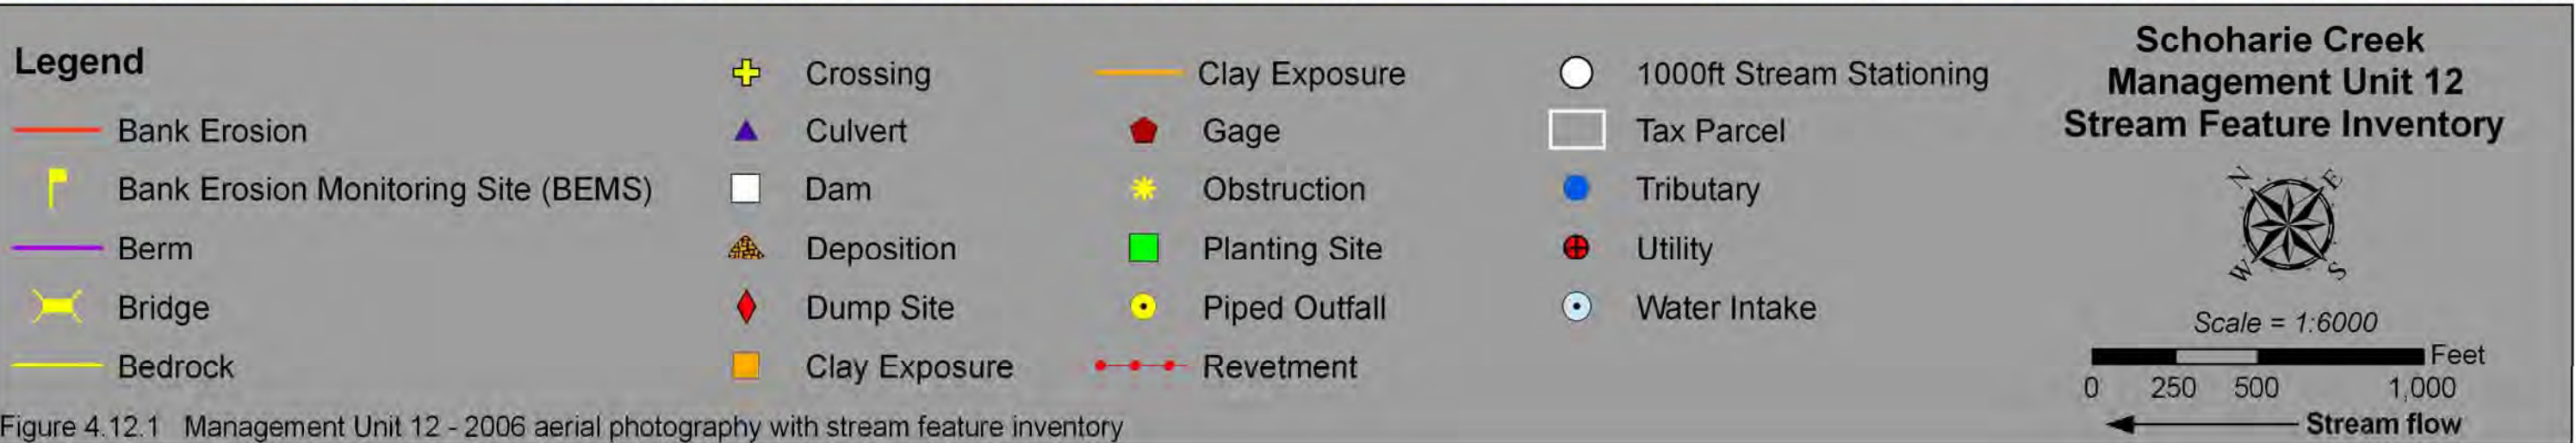 Legend
Bank Erosion
Bank Erosion Monitoring Site (BEMS)
Berm
Bridge
Bedrock
Crossing
Culvert
Dam
Deposition
Dump Site
Clay Exposure
Clay Exposure
Gage
Obstruction
Planting Site
Piped Outfall
Revetment
1000ft Stream Stationing
Tax Parcel
Tributary
Utility
Water Intake
Schoharie Creek
Management Unit 12
Stream Feature Inventory
N E
W S
Scale = 1:6000
Feet
0 250 500 1,000
Stream flow
Figure 4.12.1 Management Unit 12 - 2006 aerial photography with stream feature inventory